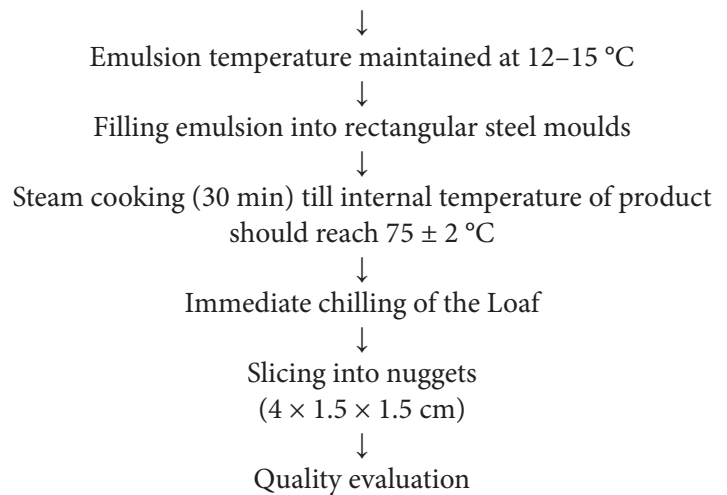 ↓
Emulsion temperature maintained at 12–15 °C
↓
Filling emulsion into rectangular steel moulds
↓
Steam cooking (30 min) till internal temperature of product
should reach 75 ± 2 °C
↓
Immediate chilling of the Loaf
↓
Slicing into nuggets
(4 × 1.5 × 1.5 cm)
↓
Quality evaluation